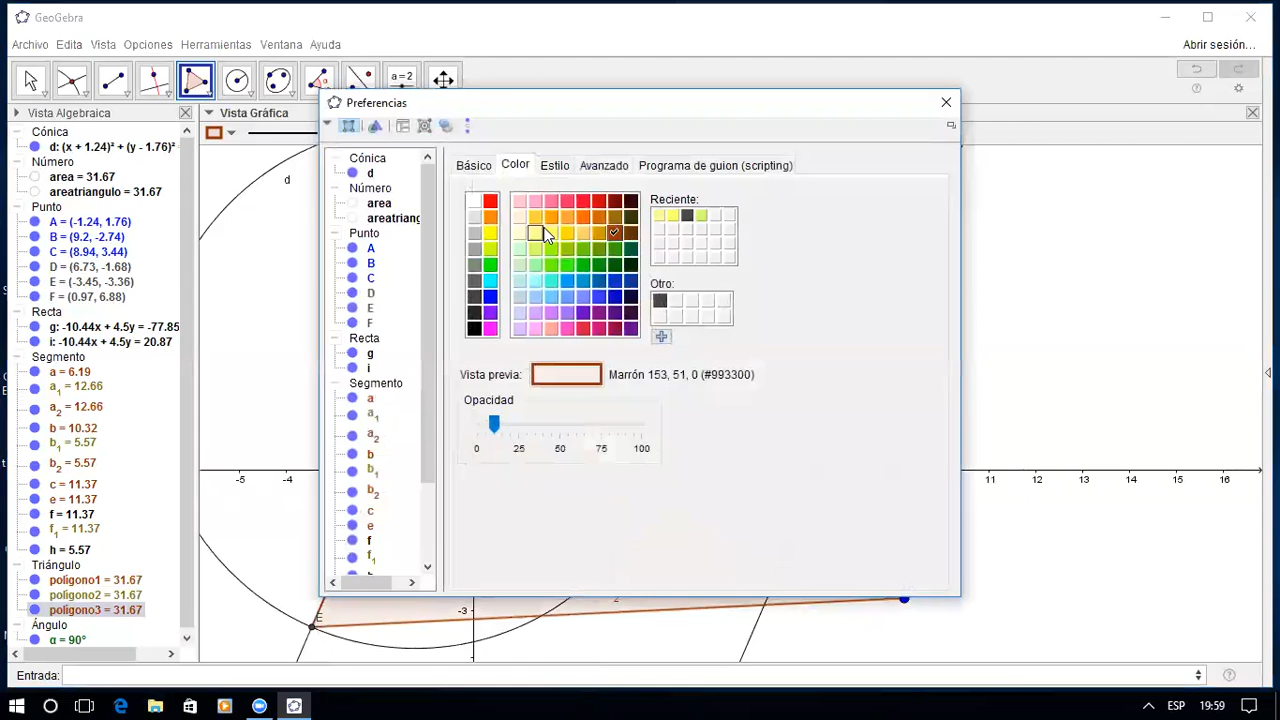 GeoGebra
Archivo Edita Vista Opciones Herramientas Ventana Ayuda
Abrir sesión...
a=2
Vista Algebraica
Vista Gráfica
Cónica
d: (x + 1.24)² + (y - 1.76)²
Número
area = 31.67
areatriangulo = 31.67
Punto
A = (-1.24, 1.76)
B = (9.2, -2.74)
C = (8.94, 3.44)
D = (6.73, -1.68)
E = (-3.45, -3.36)
F = (0.97, 6.88)
Recta
g: -10.44x + 4.5y = -77.85
i: -10.44x + 4.5y = 20.87
Segmento
a = 6.19
a1 = 12.66
a2 = 12.66
b = 10.32
b1 = 5.57
b2 = 5.57
c = 11.37
e = 11.37
f = 11.37
f1 = 11.37
h = 5.57
Triángulo
poligono1 = 31.67
poligono2 = 31.67
poligono3 = 31.67
Ángulo
α = 90°
Entrada:
d
-5 -4
11 12 13 14 15 16
-3
E
2
Preferencias
Cónica
d
Número
area
areatriang
Punto
A
B
C
D
E
F
Recta
g
i
Segmento
a
a1
a2
b
b1
b2
c
e
f
f1
Básico Color Estilo Avanzado Programa de guion (scripting)
Reciente:
Otro:
Vista previa: Marrón 153, 51, 0 (#993300)
Opacidad
0 25 50 75 100
ESP 19:59